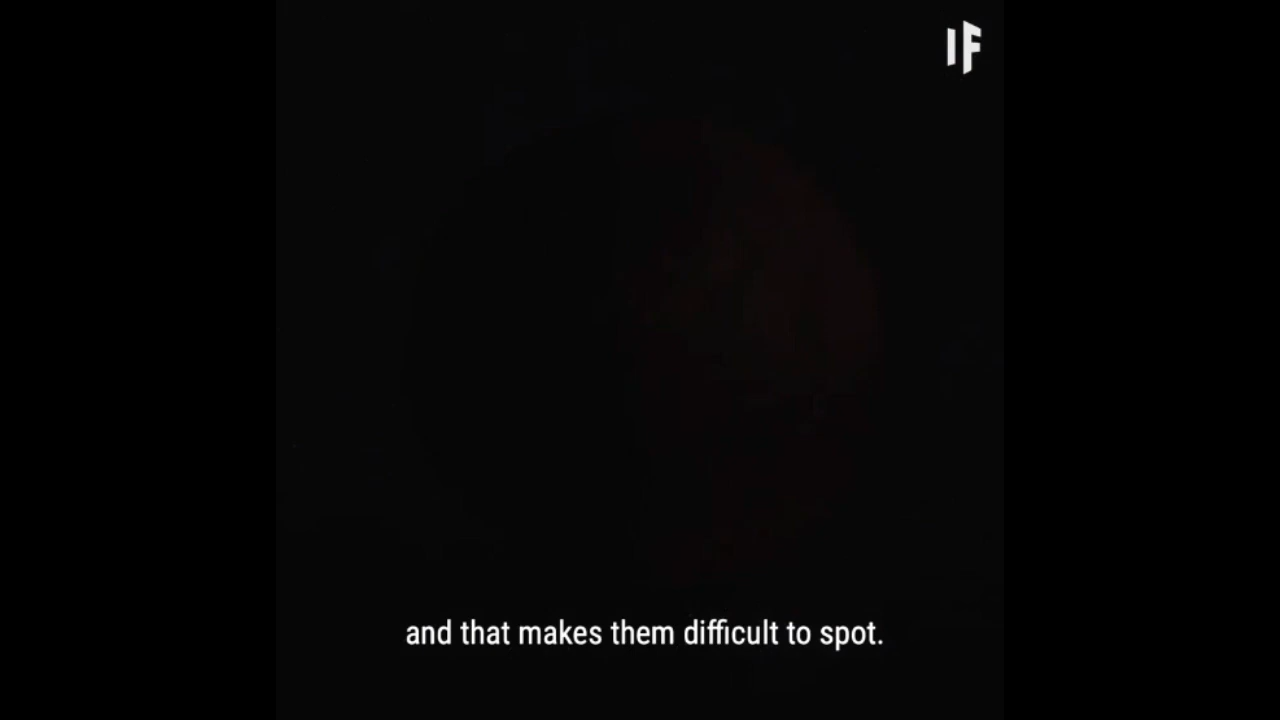 IF
and that makes them difficult to spot.